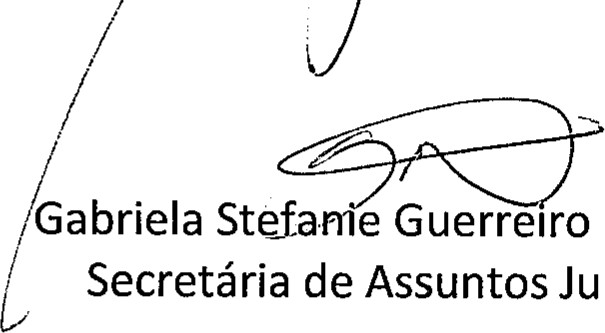 Gabriela Stefanie Guerreiro
Secretária de Assuntos Ju